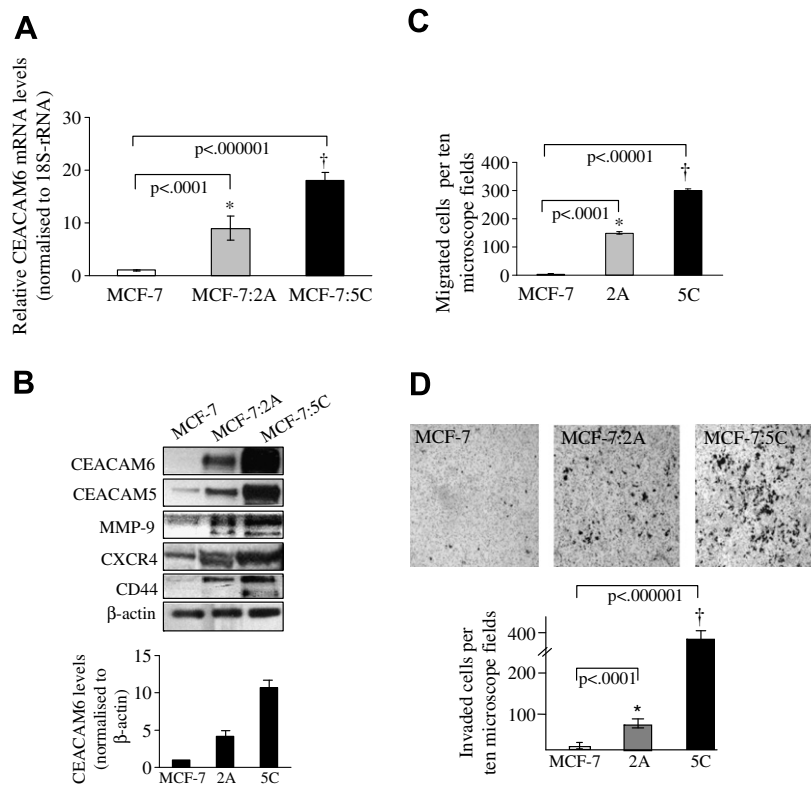 A
Relative CEACAM6 mRNA levels
(normalised to 18S-rRNA)
30
20
10
0
p<.000001
p<.0001
*
†
MCF-7
MCF-7:2A
MCF-7:5C
C
Migrated cells per ten
microscope fields
400
300
200
100
0
p<.00001
p<.0001
*
†
MCF-7
2A
5C
B
MCF-7
MCF-7:2A
MCF-7:5C
CEACAM6
CEACAM5
MMP-9
CXCR4
CD44
β-actin
CEACAM6 levels
(normalised to
β-actin)
15
10
5
0
MCF-7
2A
5C
D
MCF-7
MCF-7:2A
MCF-7:5C
Invaded cells per
ten microscope fields
400
200
100
p<.000001
p<.0001
*
†
MCF-7
2A
5C